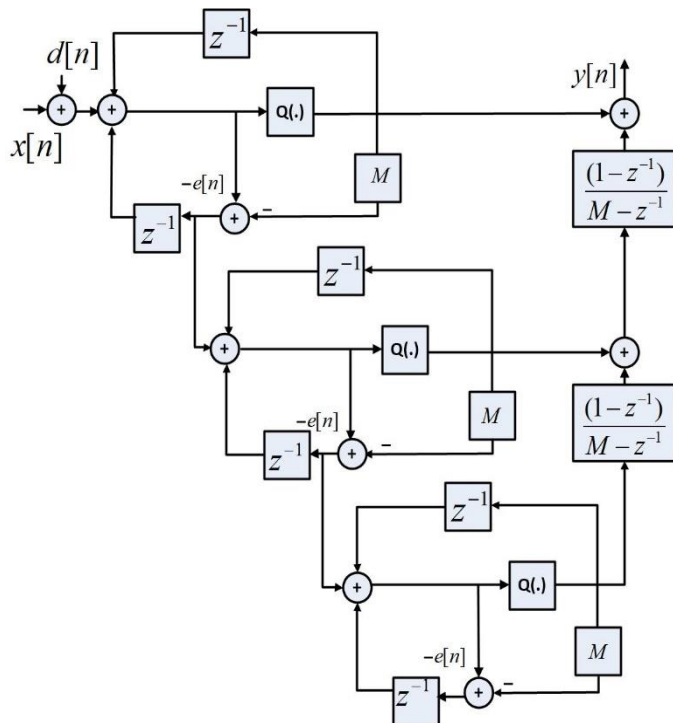 z⁻¹
d[n]
y[n]
Q(.)
x[n]
M
(1−z⁻¹)
M−z⁻¹
−e[n]
−
z⁻¹
z⁻¹
Q(.)
M
(1−z⁻¹)
M−z⁻¹
−e[n]
−
z⁻¹
z⁻¹
Q(.)
M
−e[n]
−
z⁻¹